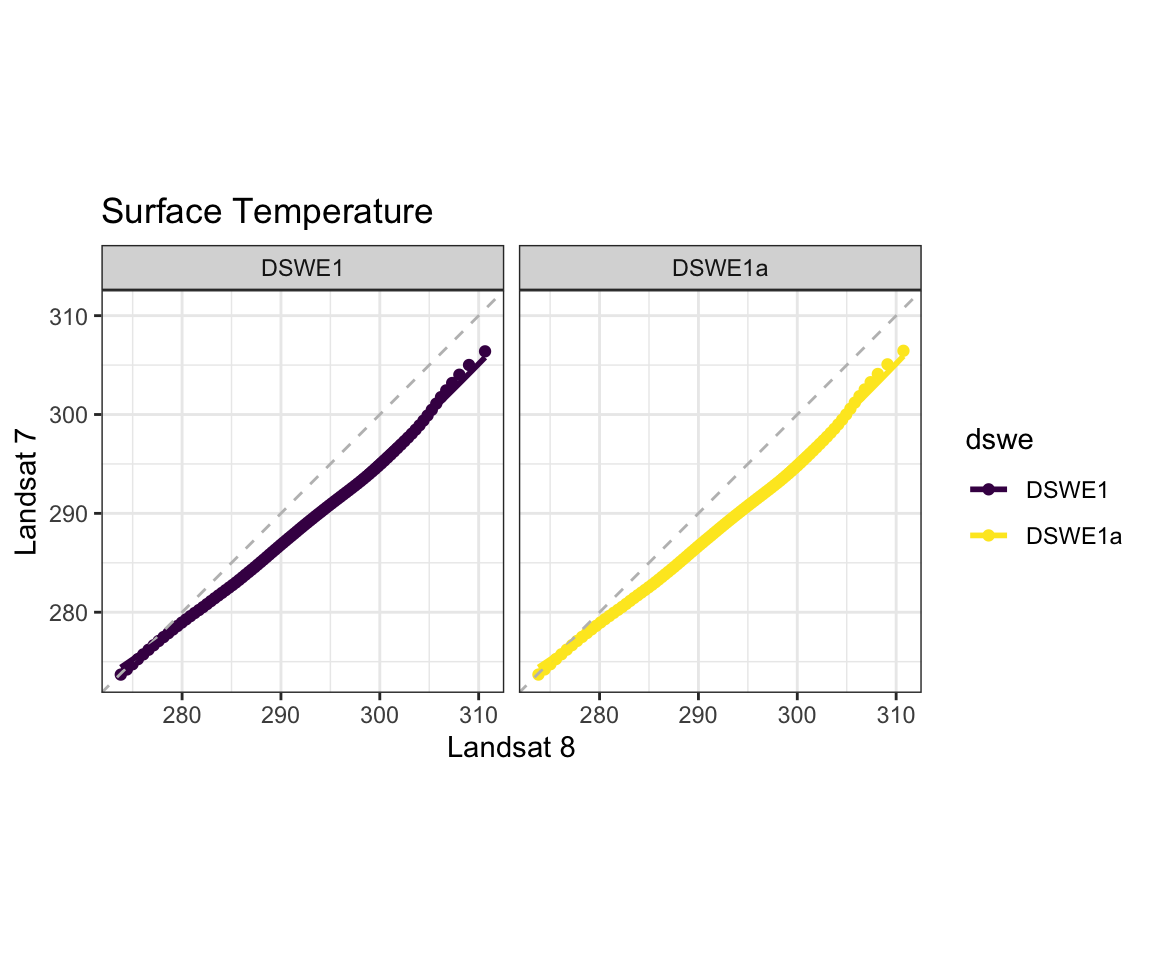 Surface Temperature
DSWE1 DSWE1a
310
300
290
280
Landsat 7
280 290 300 310 280 290 300 310
Landsat 8
dswe
DSWE1
DSWE1a